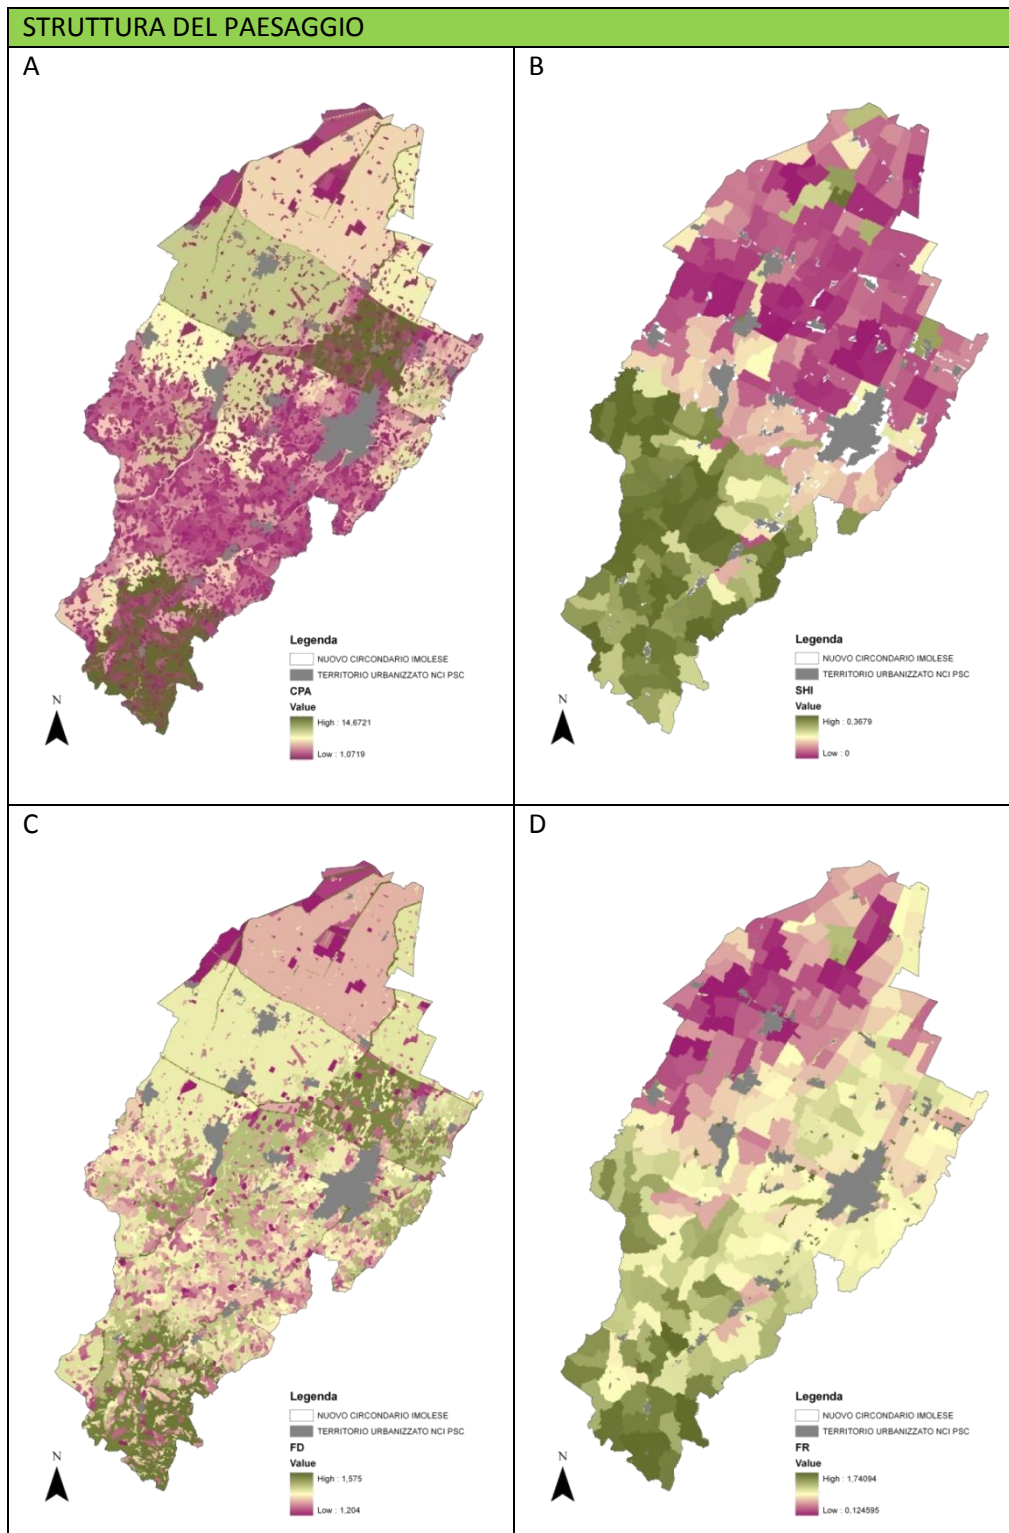 STRUTTURA DEL PAESAGGIO
A
N
Legenda
NUOVO CIRCONDARIO IMOLESE
TERRITORIO URBANIZZATO NCI PSC
CPA
Value
High : 14,6721
Low : 1,0719
B
N
Legenda
NUOVO CIRCONDARIO IMOLESE
TERRITORIO URBANIZZATO NCI PSC
SHI
Value
High : 0.3679
Low : 0
C
N
Legenda
NUOVO CIRCONDARIO IMOLESE
TERRITORIO URBANIZZATO NCI PSC
FD
Value
High : 1,575
Low : 1,204
D
N
Legenda
NUOVO CIRCONDARIO IMOLESE
TERRITORIO URBANIZZATO NCI PSC
FR
Value
High : 1,74094
Low : 0,124595